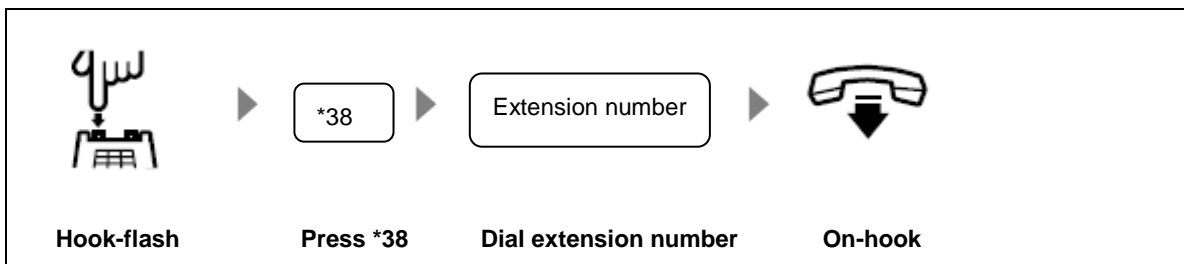 *38
Extension number
Hook-flash
Press *38
Dial extension number
On-hook